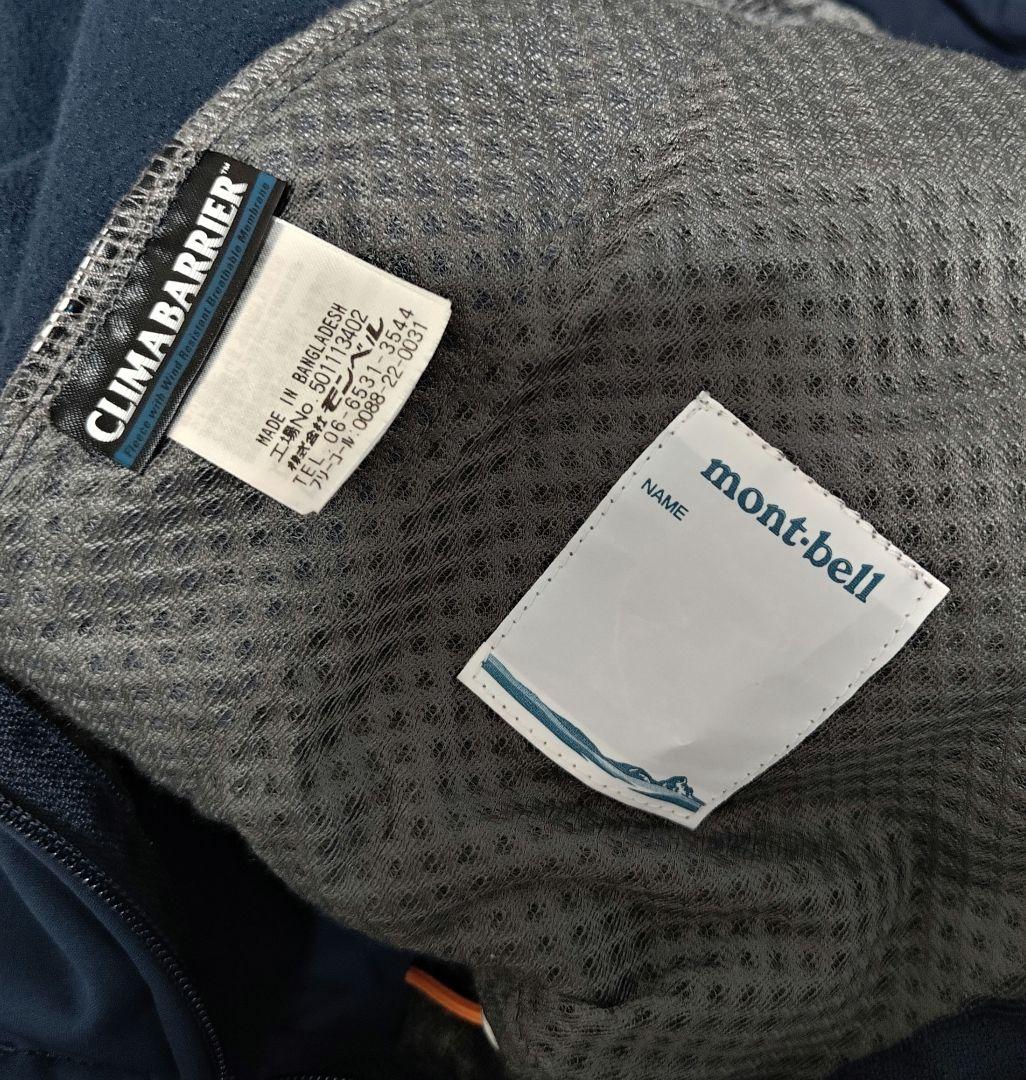 CLIMABARRIER™
Fleece with Wind Resistant Breathable Membrane
MADE IN BANGLADESH
工場No.501113402
株式会社モンベル
TEL.06-6531-3544
フリーコール:0088-22-0031
mont·bell
NAME